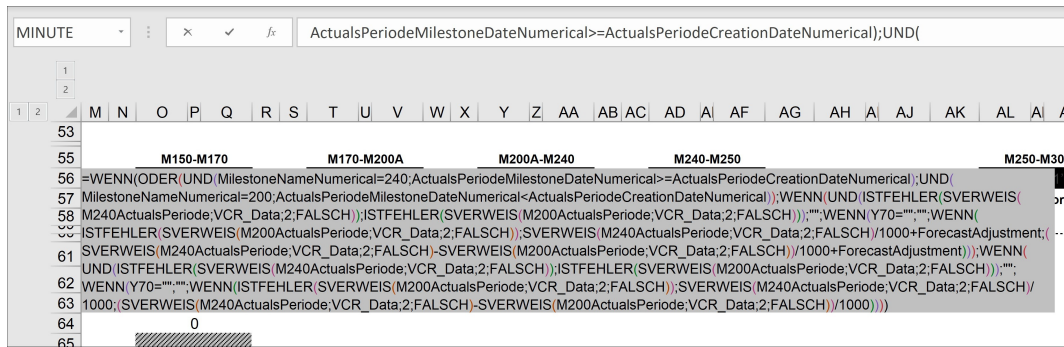 MINUTE fx ActualsPeriodeMilestoneDateNumerical>=ActualsPeriodeCreationDateNumerical);UND(
1
2
1 2 M N O P Q R S T U V W X Y Z AA AB AC AD AF AG AH AJ AK AL
53
55 M150-M170 M170-M200A M200A-M240 M240-M250 M250-M30
56 =WENN(ODER(UND(MilestoneNameNumerical=240;ActualsPeriodeMilestoneDateNumerical>=ActualsPeriodeCreationDateNumerical);UND(
57 MilestoneNameNumerical=200;ActualsPeriodeMilestoneDateNumerical<ActualsPeriodeCreationDateNumerical));WENN(UND(ISTFEHLER(SVERWEIS(
58 M240ActualsPeriode;VCR_Data;2;FALSCH));ISTFEHLER(SVERWEIS(M200ActualsPeriode;VCR_Data;2;FALSCH)));"";WENN(Y70="";"";WENN(
ISTFEHLER(SVERWEIS(M200ActualsPeriode;VCR_Data;2;FALSCH));SVERWEIS(M240ActualsPeriode;VCR_Data;2;FALSCH)/1000+ForecastAdjustment;(
61 SVERWEIS(M240ActualsPeriode;VCR_Data;2;FALSCH)-SVERWEIS(M200ActualsPeriode;VCR_Data;2;FALSCH))/1000+ForecastAdjustment)));WENN(
UND(ISTFEHLER(SVERWEIS(M240ActualsPeriode;VCR_Data;2;FALSCH));ISTFEHLER(SVERWEIS(M200ActualsPeriode;VCR_Data;2;FALSCH)));"";
62 WENN(Y70="";"";WENN(ISTFEHLER(SVERWEIS(M200ActualsPeriode;VCR_Data;2;FALSCH));SVERWEIS(M240ActualsPeriode;VCR_Data;2;FALSCH)/
63 1000;(SVERWEIS(M240ActualsPeriode;VCR_Data;2;FALSCH)-SVERWEIS(M200ActualsPeriode;VCR_Data;2;FALSCH))/1000))))
64 0
65